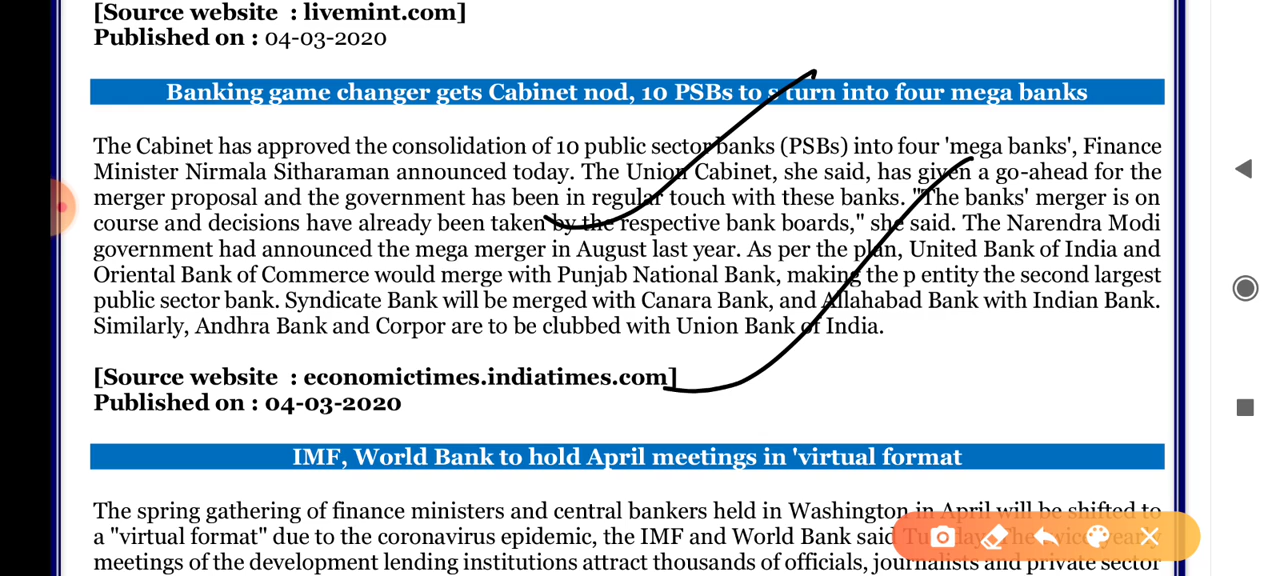 [Source website : livemint.com]
Published on : 04-03-2020
Banking game changer gets Cabinet nod, 10 PSBs to s turn into four mega banks
The Cabinet has approved the consolidation of 10 public sector banks (PSBs) into four 'mega banks', Finance
Minister Nirmala Sitharaman announced today. The Union Cabinet, she said, has given a go-ahead for the
merger proposal and the government has been in regular touch with these banks. "The banks' merger is on
course and decisions have already been taken by the respective bank boards," she said. The Narendra Modi
government had announced the mega merger in August last year. As per the plan, United Bank of India and
Oriental Bank of Commerce would merge with Punjab National Bank, making the p entity the second largest
public sector bank. Syndicate Bank will be merged with Canara Bank, and Allahabad Bank with Indian Bank.
Similarly, Andhra Bank and Corpor are to be clubbed with Union Bank of India.
[Source website : economictimes.indiatimes.com]
Published on : 04-03-2020
IMF, World Bank to hold April meetings in 'virtual format
The spring gathering of finance ministers and central bankers held in Washington in April will be shifted to
a "virtual format" due to the coronavirus epidemic, the IMF and World Bank said
meetings of the development lending institutions attract thousands of officials, journalists and private sector